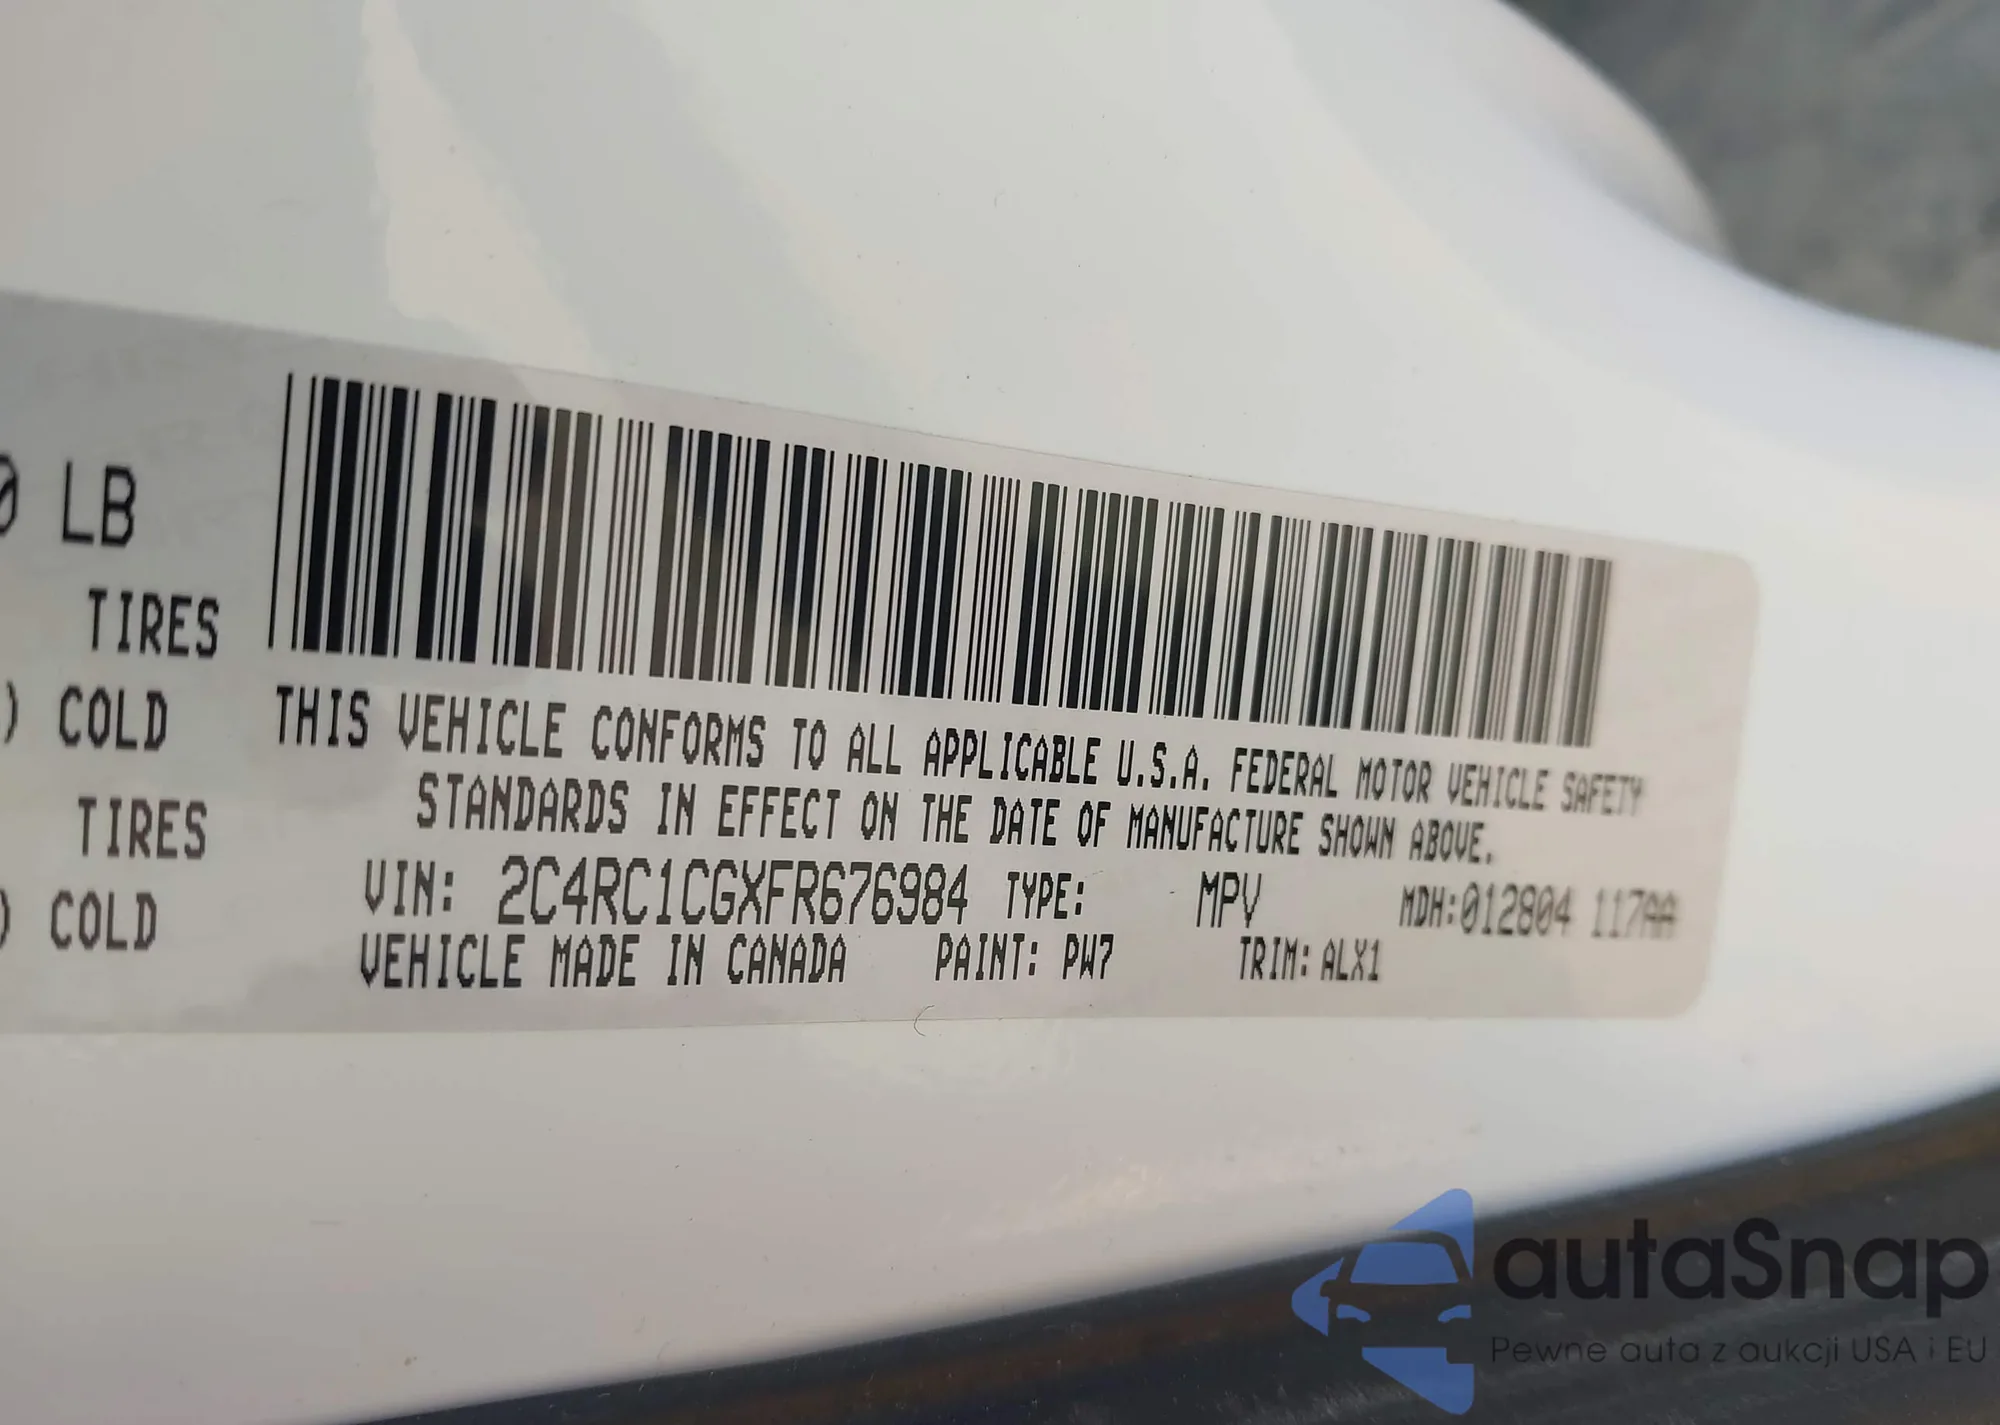 0 LB
TIRES
) COLD
TIRES
) COLD
THIS VEHICLE CONFORMS TO ALL APPLICABLE U.S.A. FEDERAL MOTOR VEHICLE SAFETY
STANDARDS IN EFFECT ON THE DATE OF MANUFACTURE SHOWN ABOVE.
VIN: 2C4RC1CGXFR676984 TYPE: MPV MDH:012804 117AA
VEHICLE MADE IN CANADA PAINT: PW7 TRIM: ALX1
autaSnap
Pewne auta z aukcji USA i EU